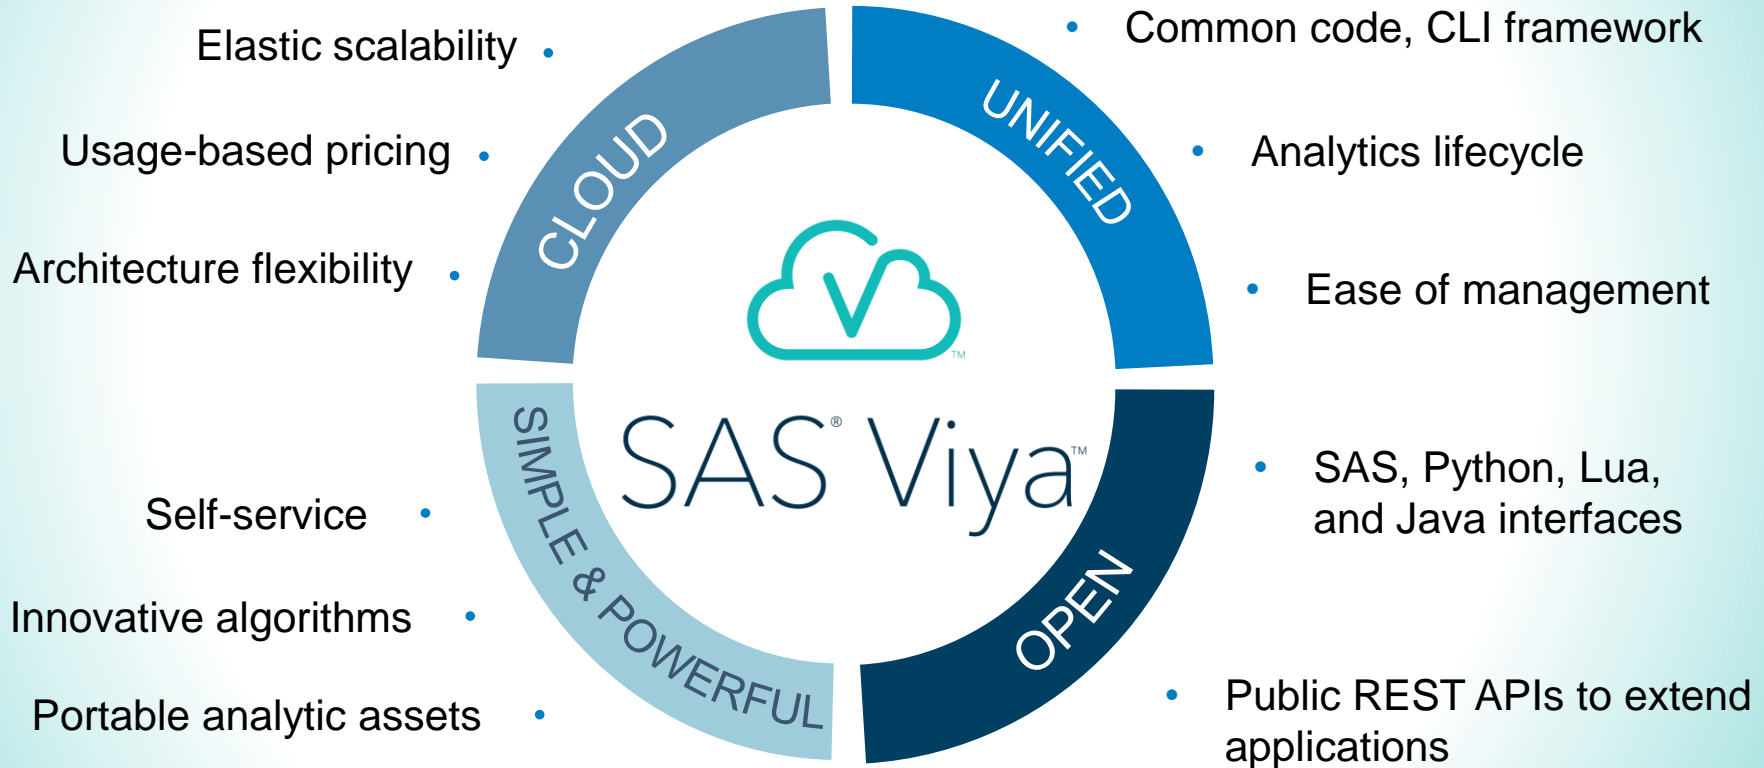 Elastic scalability
Usage-based pricing
Architecture flexibility
CLOUD
Common code, CLI framework
Analytics lifecycle
Ease of management
UNIFIED
™
SAS® Viya™
Self-service
Innovative algorithms
Portable analytic assets
SIMPLE & POWERFUL
SAS, Python, Lua,
and Java interfaces
Public REST APIs to extend
applications
OPEN